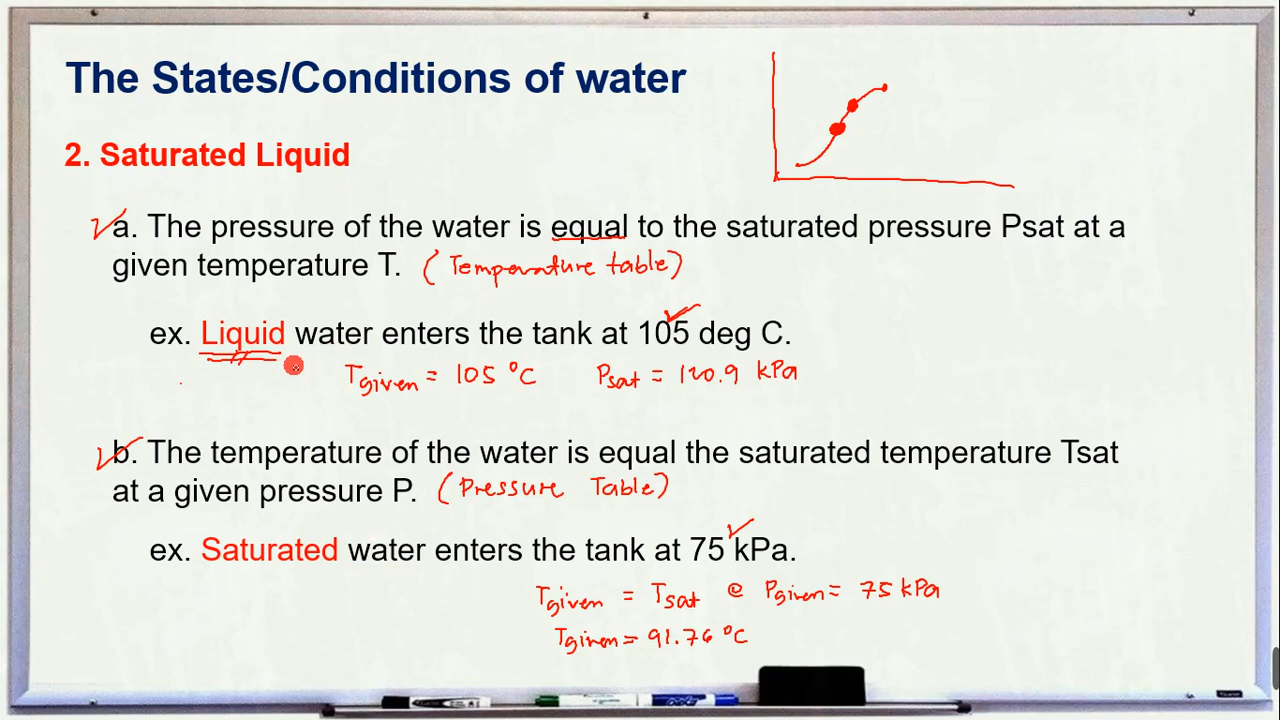 The States/Conditions of water
2. Saturated Liquid
a. The pressure of the water is equal to the saturated pressure Psat at a
given temperature T. (Temperature table)
ex. Liquid water enters the tank at 105 deg C.
Tgiven = 105 °C Psat = 120.9 kPa
b. The temperature of the water is equal the saturated temperature Tsat
at a given pressure P. (Pressure Table)
ex. Saturated water enters the tank at 75 kPa.
Tgiven = Tsat @ Pgiven = 75 kPa
Tgiven = 91.76 °C